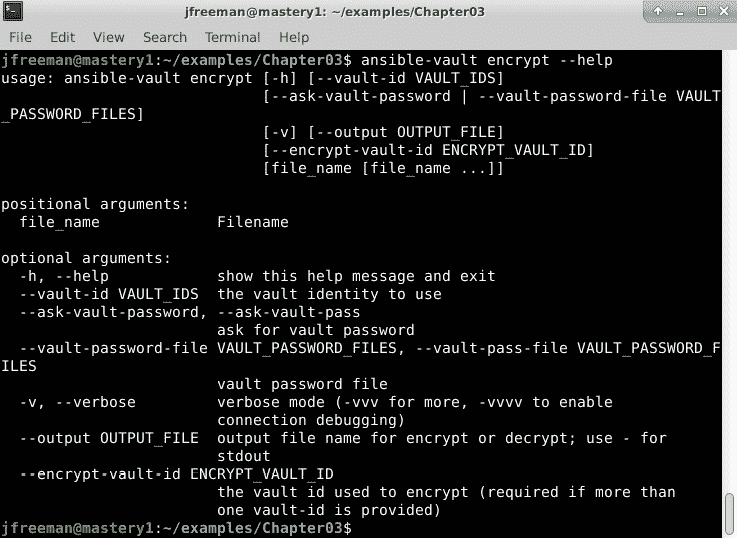 jfreeman@mastery1: ~/examples/Chapter03
File Edit View Search Terminal Help
jfreeman@mastery1:~/examples/Chapter03$ ansible-vault encrypt --help
usage: ansible-vault encrypt [-h] [--vault-id VAULT_IDS]
[--ask-vault-password | --vault-password-file VAULT
_PASSWORD_FILES]
[-v] [--output OUTPUT_FILE]
[--encrypt-vault-id ENCRYPT_VAULT_ID]
[file_name [file_name ...]]
positional arguments:
file_name Filename
optional arguments:
-h, --help show this help message and exit
--vault-id VAULT_IDS the vault identity to use
--ask-vault-password, --ask-vault-pass
ask for vault password
--vault-password-file VAULT_PASSWORD_FILES, --vault-pass-file VAULT_PASSWORD_F
ILES
vault password file
-v, --verbose verbose mode (-vvv for more, -vvvv to enable
connection debugging)
--output OUTPUT_FILE output file name for encrypt or decrypt; use - for
stdout
--encrypt-vault-id ENCRYPT_VAULT_ID
the vault id used to encrypt (required if more than
one vault-id is provided)
jfreeman@mastery1:~/examples/Chapter03$